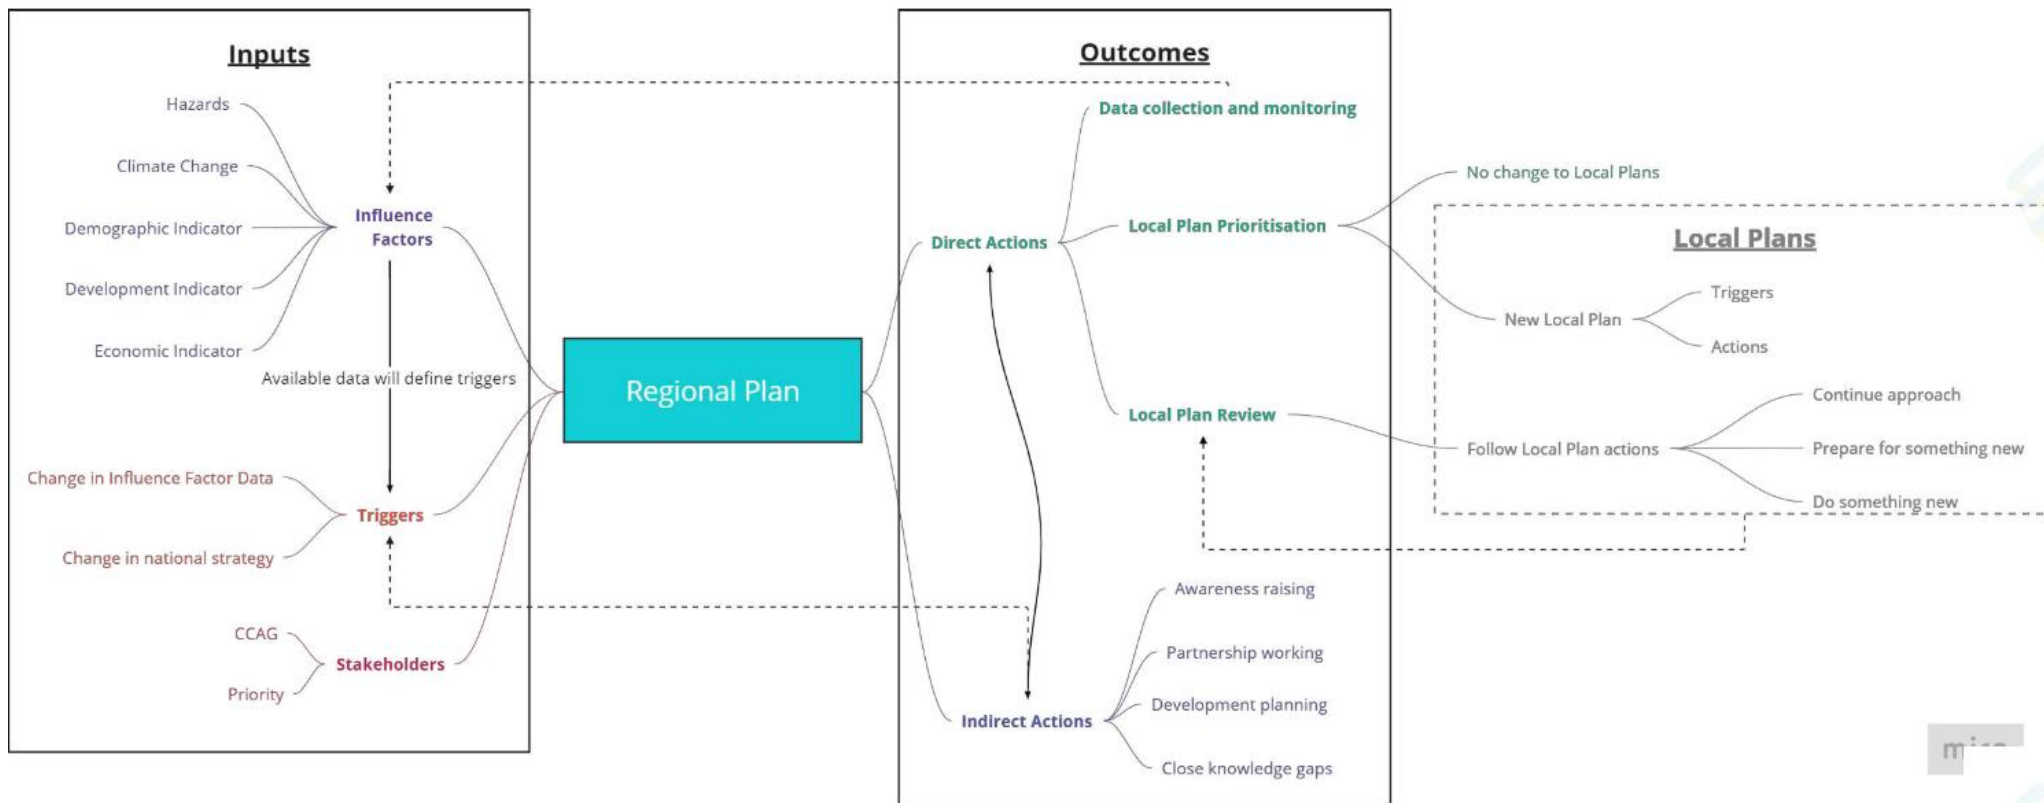 Inputs
Hazards
Climate Change
Demographic Indicator
Development Indicator
Economic Indicator
Influence
Factors
Available data will define triggers
Change in Influence Factor Data
Triggers
Change in national strategy
CCAG
Stakeholders
Priority
Regional Plan
Outcomes
Data collection and monitoring
Direct Actions
Local Plan Prioritisation
Local Plan Review
Awareness raising
Partnership working
Development planning
Indirect Actions
Close knowledge gaps
No change to Local Plans
Local Plans
Triggers
New Local Plan
Actions
Continue approach
Follow Local Plan actions
Prepare for something new
Do something new